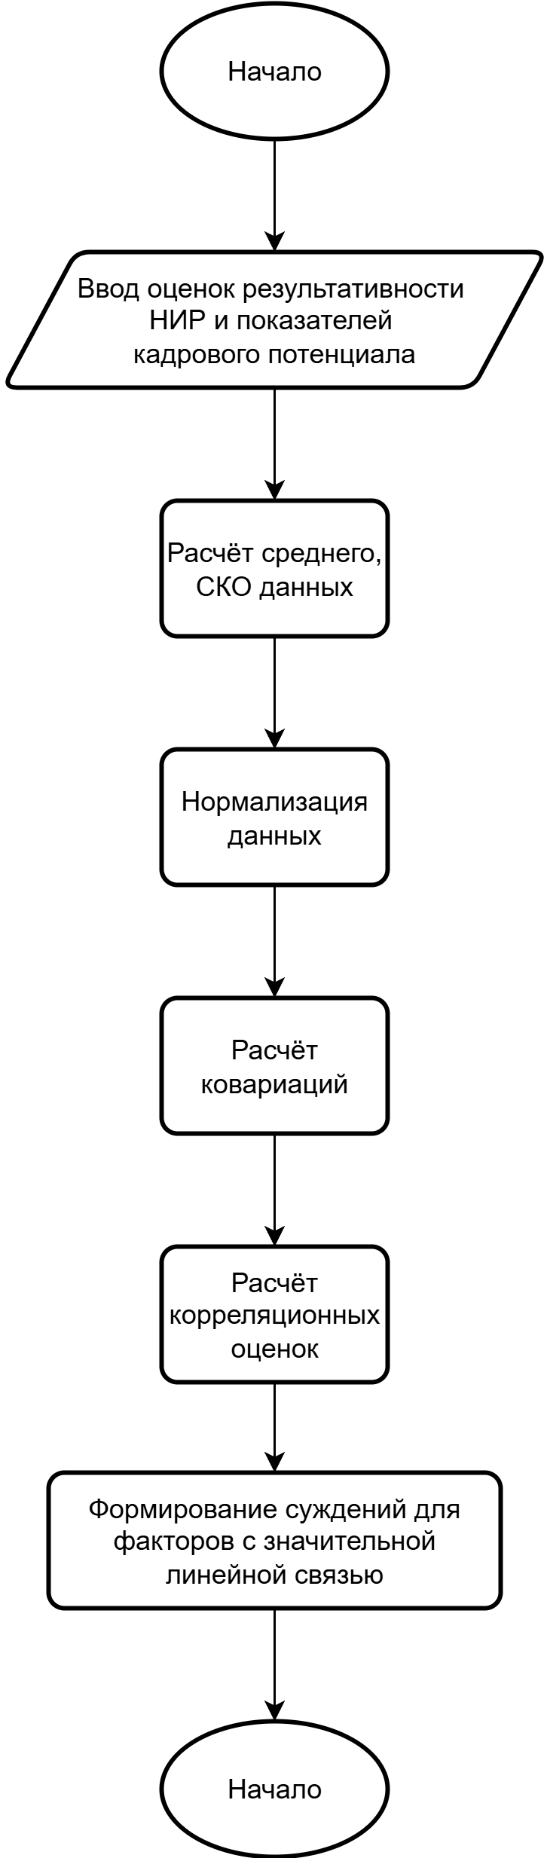 Начало
Ввод оценок результативности
НИР и показателей
кадрового потенциала
Расчёт среднего,
СКО данных
Нормализация
данных
Расчёт
ковариаций
Расчёт
корреляционных
оценок
Формирование суждений для
факторов с значительной
линейной связью
Начало